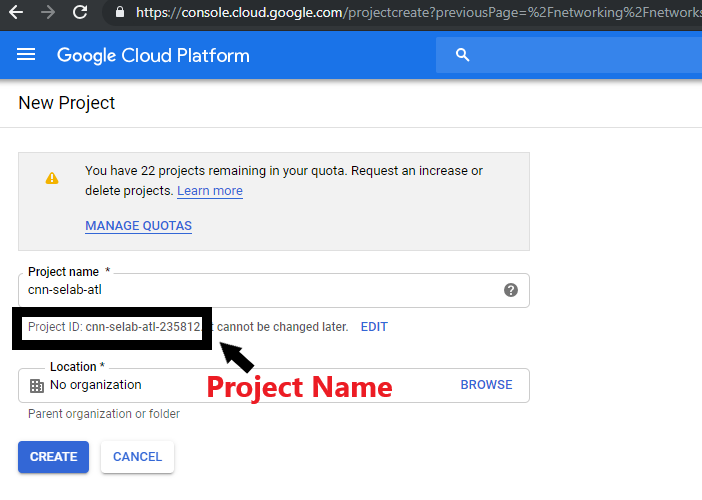 https://console.cloud.google.com/projectcreate?previousPage=%2Fnetworking%2Fnetworks
Google Cloud Platform
New Project
You have 22 projects remaining in your quota. Request an increase or
delete projects. Learn more
MANAGE QUOTAS
Project name *
cnn-selab-atl
Project ID: cnn-selab-atl-235812. cannot be changed later. EDIT
Location *
No organization
BROWSE
Project Name
Parent organization or folder
CREATE CANCEL